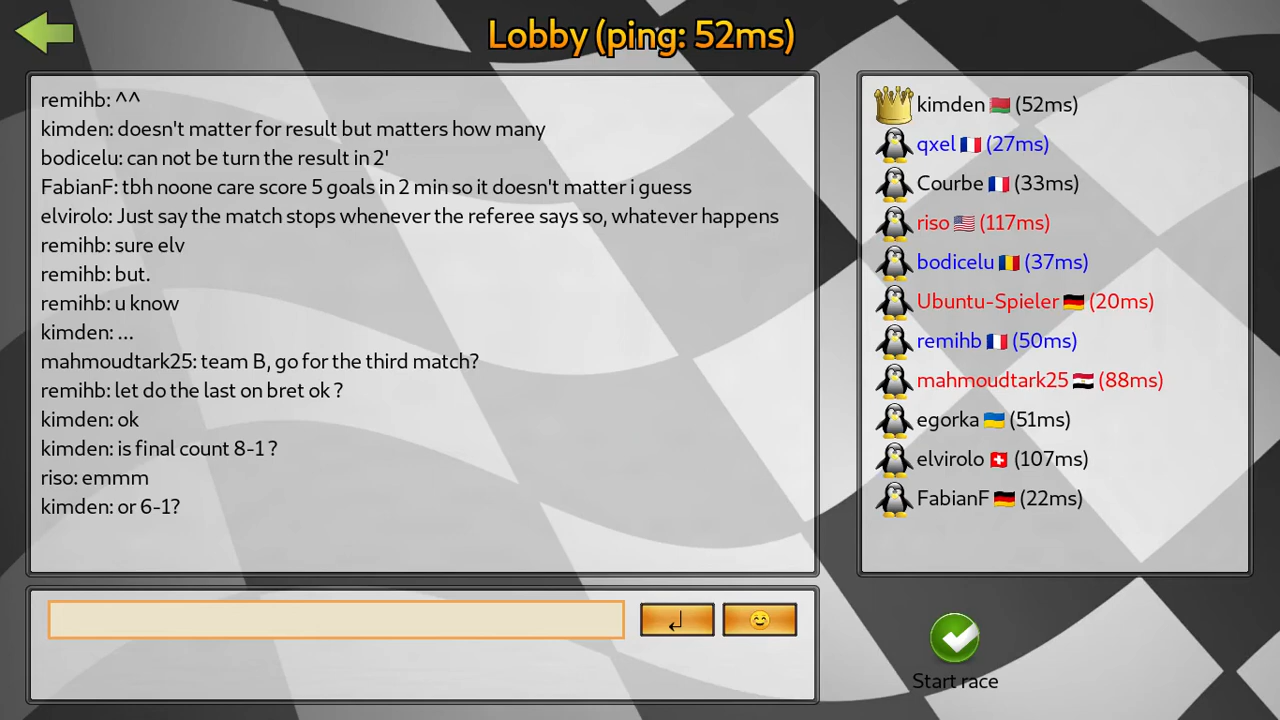 Lobby (ping: 52ms)
remihb: ^^
kimden: doesn't matter for result but matters how many
bodicelu: can not be turn the result in 2'
FabianF: tbh noone care score 5 goals in 2 min so it doesn't matter i guess
elvirolo: Just say the match stops whenever the referee says so, whatever happens
remihb: sure elv
remihb: but.
remihb: u know
kimden: ...
mahmoudtark25: team B, go for the third match?
remihb: let do the last on bret ok ?
kimden: ok
kimden: is final count 8-1 ?
riso: emmm
kimden: or 6-1?
kimden (52ms)
qxel (27ms)
Courbe (33ms)
riso (117ms)
bodicelu (37ms)
Ubuntu-Spieler (20ms)
remihb (50ms)
mahmoudtark25 (88ms)
egorka (51ms)
elvirolo (107ms)
FabianF (22ms)
Start race